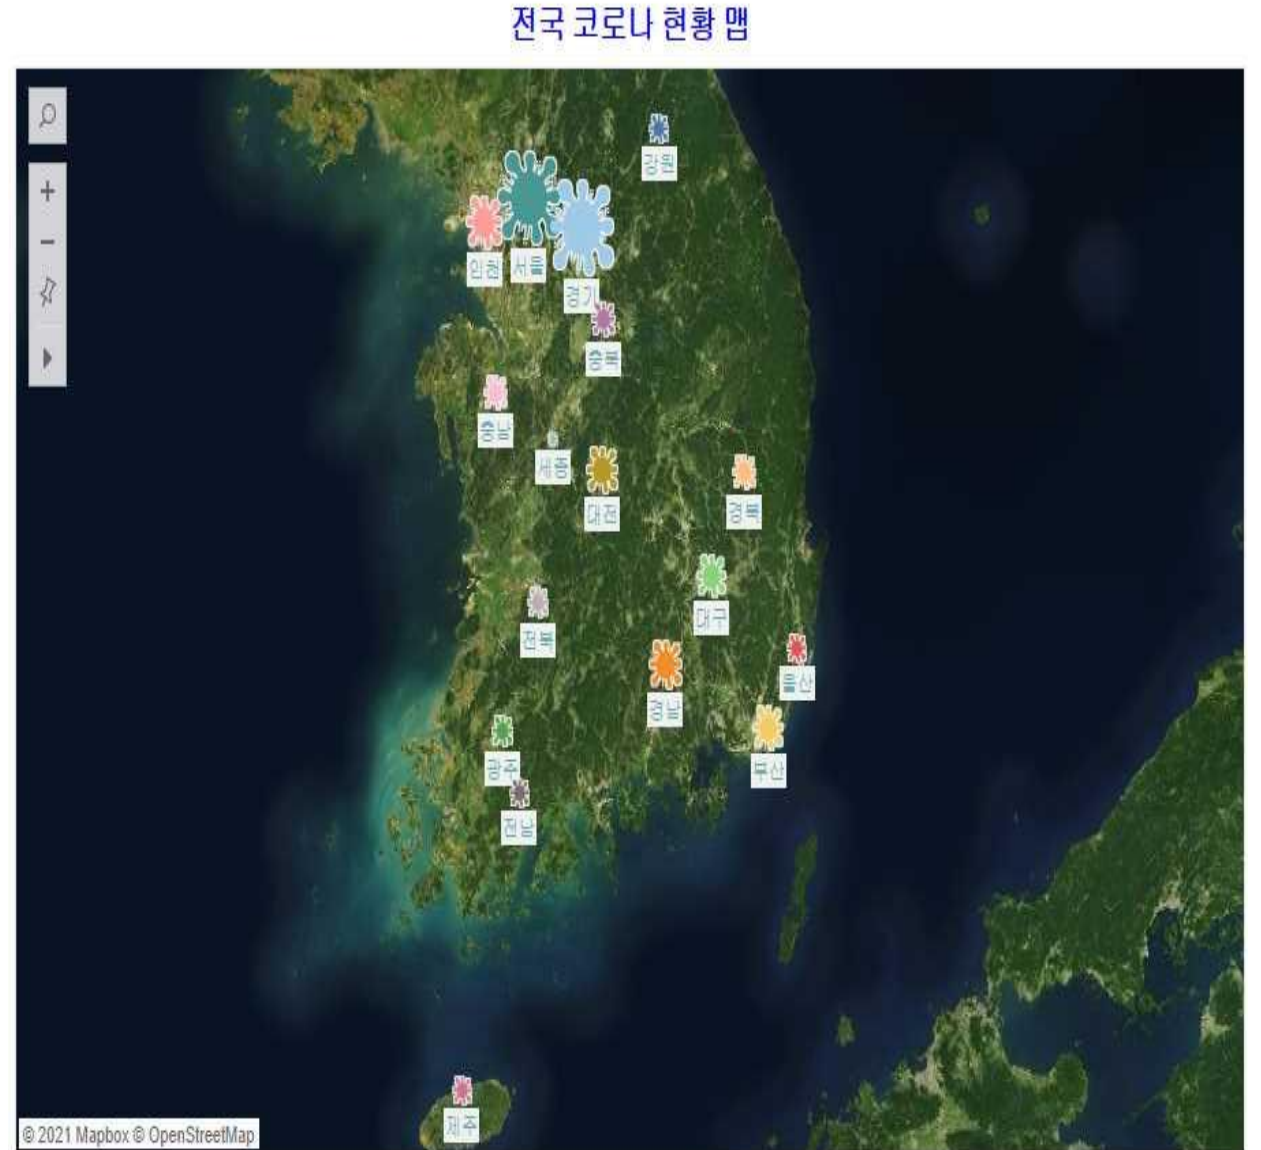 전국 코로나 현황 맵
강원
인천
서울
경기
충북
충남
세종
대전
경북
대구
전북
울산
경남
광주
부산
전남
제주
© 2021 Mapbox © OpenStreetMap